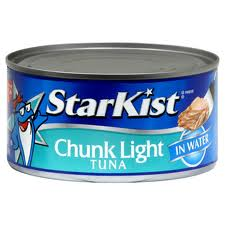 StarKist®
Chunk Light
TUNA
IN WATER